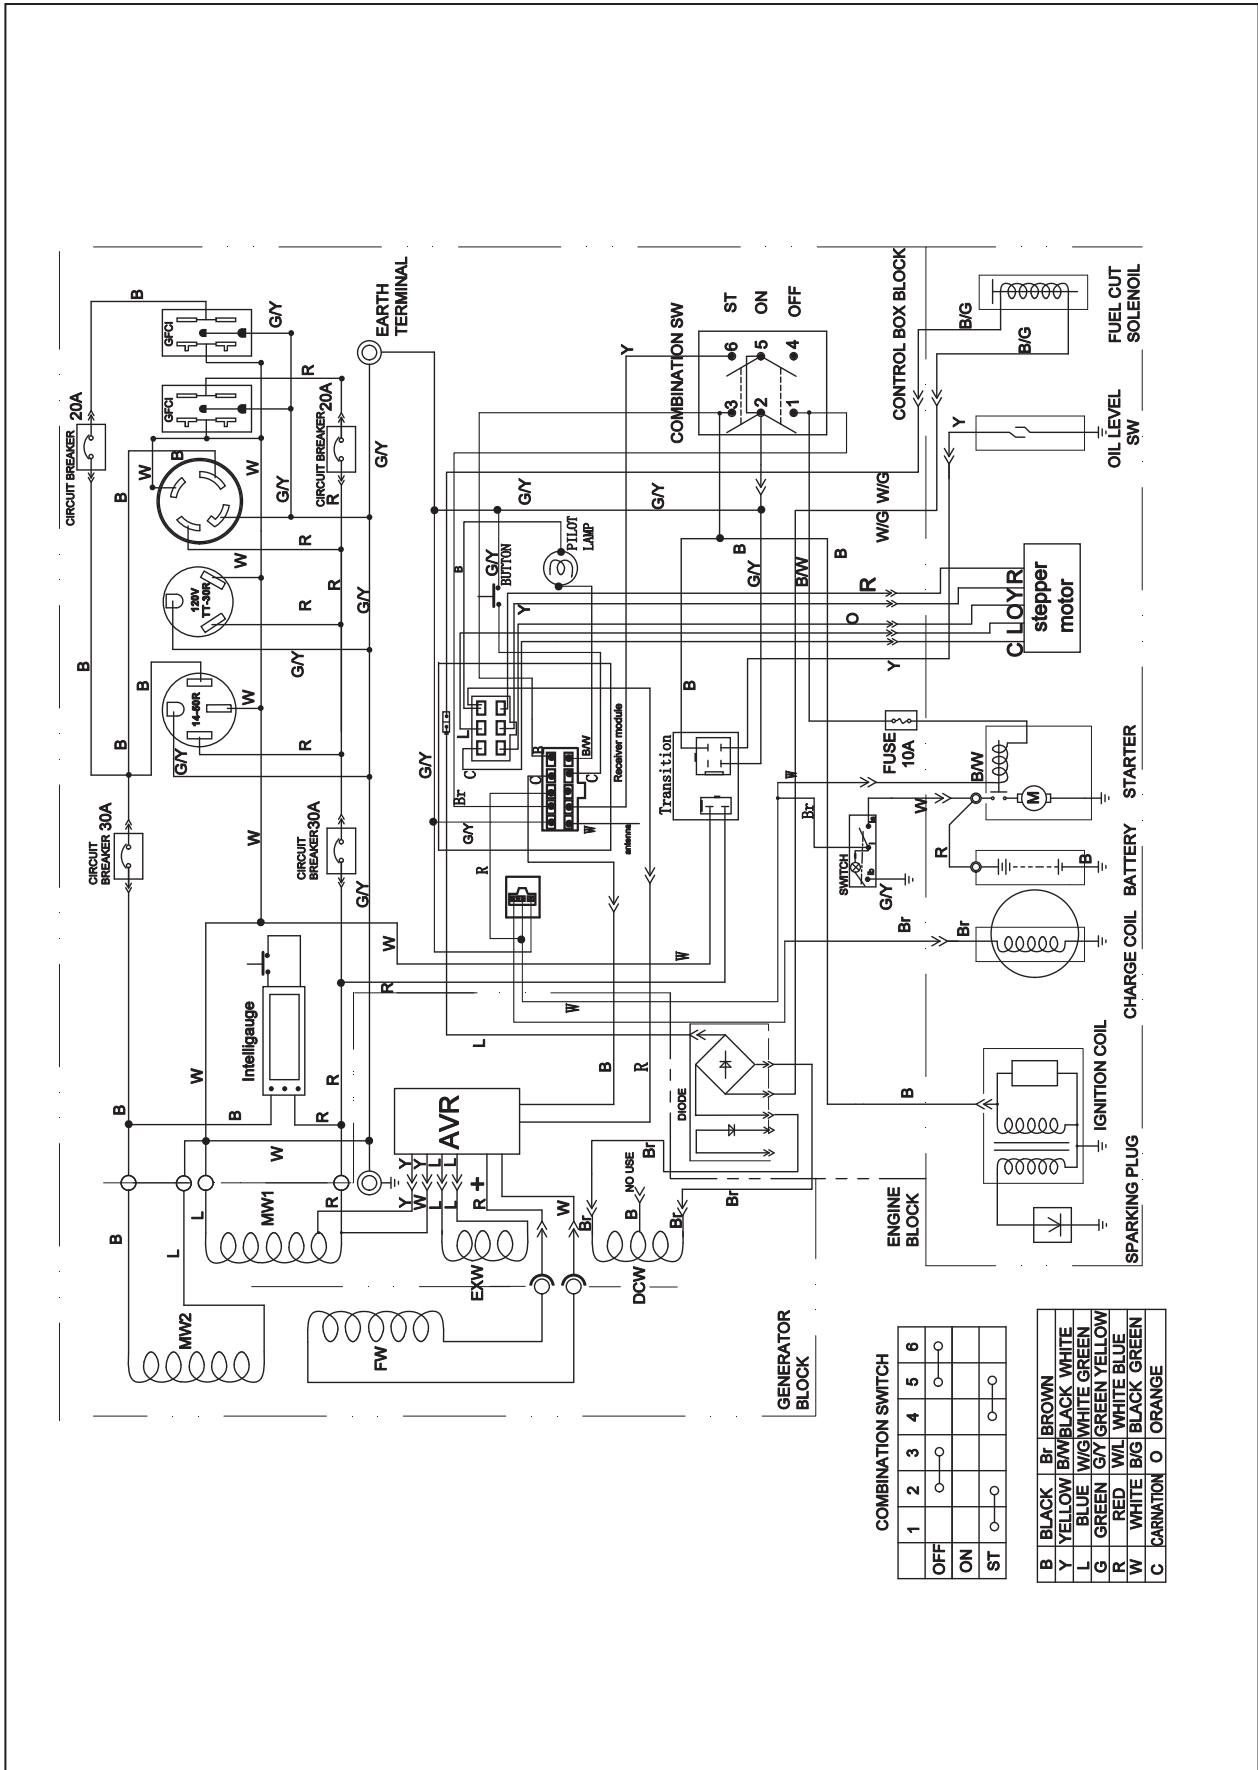 CIRCUIT BREAKER 20A
B
B
CIRCUIT
BREAKER 30A
B
B
B
B
B
MW2
L
L
W
W
B
G/Y
14-50R
W
120V
TT-30R
W
W
B
GFCI
GFCI
MW1
B
Intelligauge
W
W
G/Y
G/Y
W
R
R
R
R
CIRCUIT
BREAKER 30A
R
R
R
R
CIRCUIT BREAKER 20A
R
G/Y
G/Y
G/Y
EARTH
TERMINAL
FW
R
Y
Y
W
Y
L
L
L
L
R
+
AVR
W
R
EXW
G/Y
L
Br
C
L
G/Y
R
B
C
B/W
C
W
antenna
Receiver module
B
G/Y
BUTTON
Y
PILOT
LAMP
G/Y
W
Br
NO USE
B
Br
DCW
Br
Br
DIODE
W
B
R
W
Transition
B
B
G/Y
G/Y
B/W
B
Y
COMBINATION SW
3
6
2
5
1
4
ST
ON
OFF
GENERATOR
BLOCK
W
Br
SWITCH
G/Y
W
FUSE
10A
Y
O
R
W/G
W/G
CONTROL BOX BLOCK
ENGINE
BLOCK
B
Br
Br
R
B/W
M
B
C L O Y R
stepper
motor
Y
B/G
B/G
SPARKING PLUG
IGNITION COIL
CHARGE COIL
BATTERY
STARTER
OIL LEVEL
SW
FUEL CUT
SOLENOIL
COMBINATION SWITCH
1 2 3 4 5 6
OFF
ON
ST
B BLACK Br BROWN
Y YELLOW B/W BLACK WHITE
L BLUE W/G WHITE GREEN
G GREEN G/Y GREEN YELLOW
R RED W/L WHITE BLUE
W WHITE B/G BLACK GREEN
C CARNATION O ORANGE